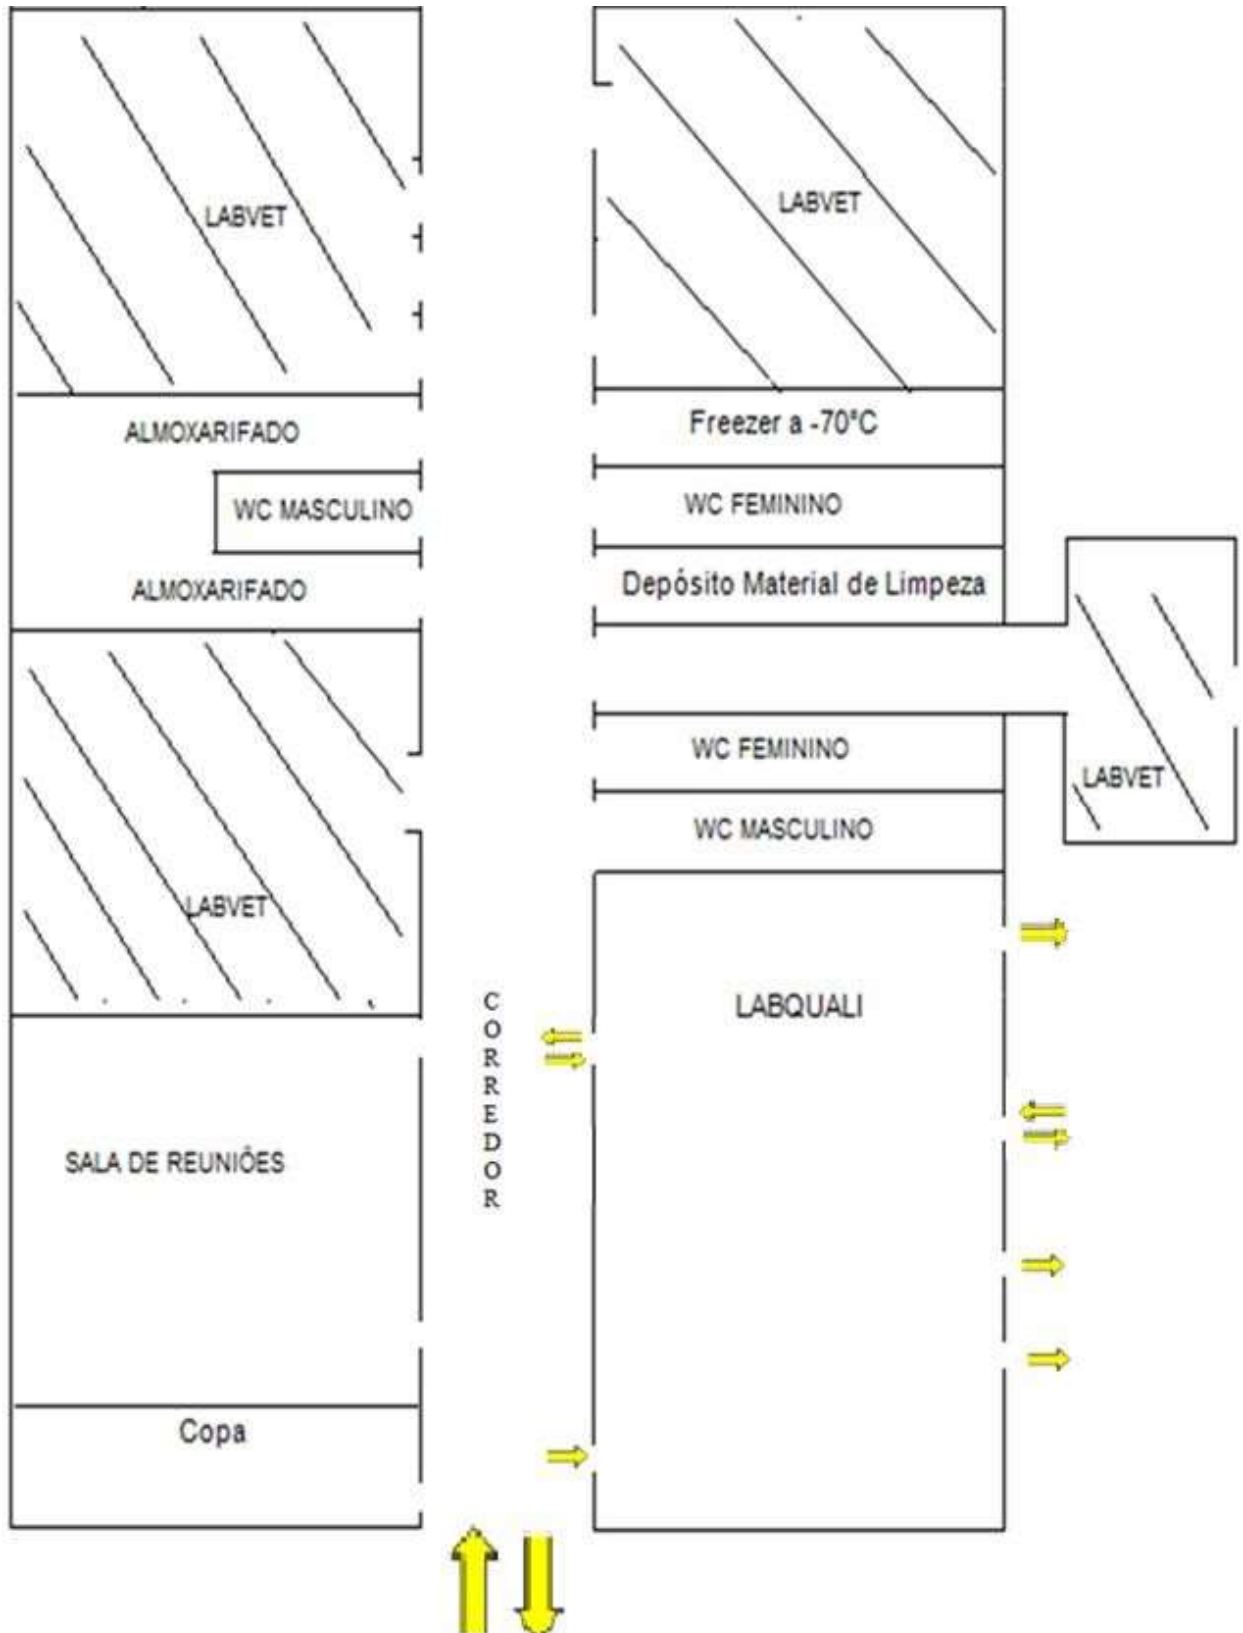 LABVET
LABVET
ALMOXARIFADO
Freezer a -70°C
WC MASCULINO
WC FEMININO
ALMOXARIFADO
Depósito Material de Limpeza
WC FEMININO
LABVET
WC MASCULINO
LABVET
CORREDOR
LABQUALI
SALA DE REUNIÕES
Copa